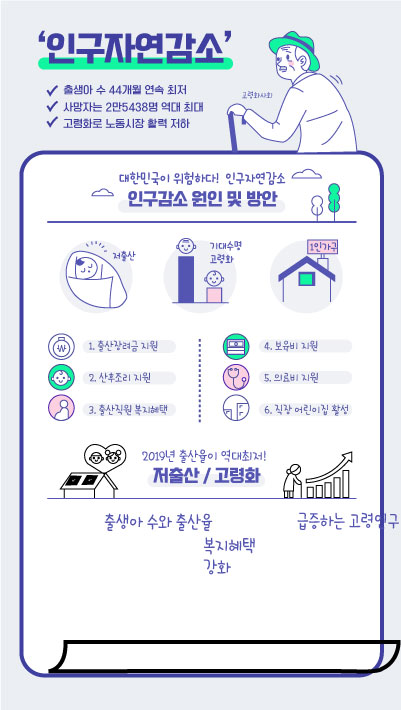 ‘인구자연감소’
출생아 수 44개월 연속 최저
사망자는 2만5438명 역대 최대
고령화로 노동시장 활력 저하
고령화사회
대한민국이 위험하다! 인구자연감소
인구감소 원인 및 방안
저출산
기대수명
고령화
1인가구
1. 출산장려금 지원
2. 산후조리 지원
3. 출산직원 복지혜택
4. 보육비 지원
5. 의료비 지원
6. 직장 어린이집 활성
2019년 출산율이 역대최저!
저출산 / 고령화
출생아 수와 출산율
급증하는 고령인구
복지혜택
강화